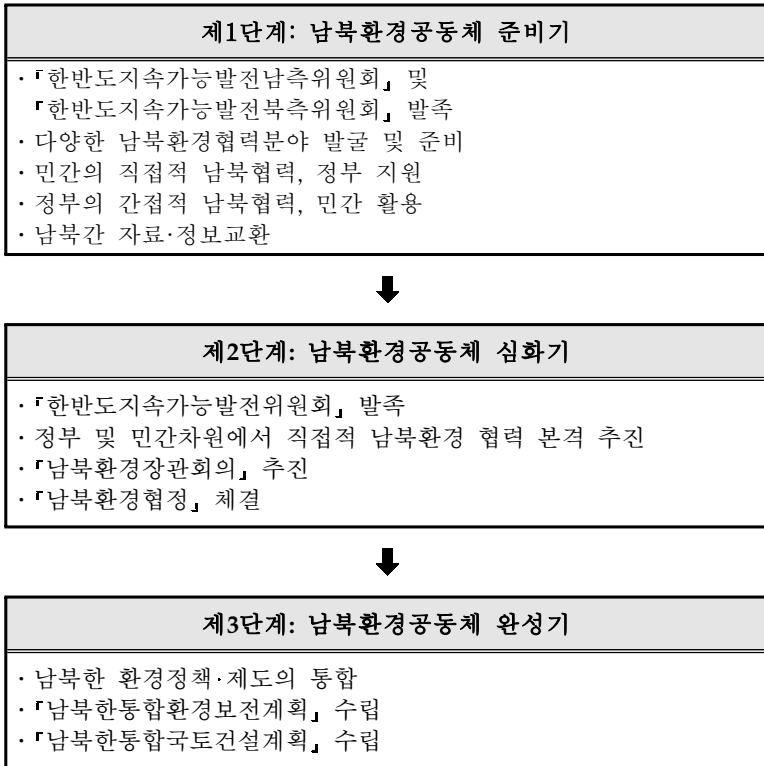 제1단계: 남북환경공동체 준비기
·『한반도지속가능발전남측위원회』 및
『한반도지속가능발전북측위원회』 발족
· 다양한 남북환경협력분야 발굴 및 준비
· 민간의 직접적 남북협력, 정부 지원
· 정부의 간접적 남북협력, 민간 활용
· 남북간 자료·정보교환
제2단계: 남북환경공동체 심화기
·『한반도지속가능발전위원회』 발족
· 정부 및 민간차원에서 직접적 남북환경 협력 본격 추진
·『남북환경장관회의』 추진
·『남북환경협정』 체결
제3단계: 남북환경공동체 완성기
· 남북한 환경정책·제도의 통합
·『남북한통합환경보전계획』 수립
·『남북한통합국토건설계획』 수립